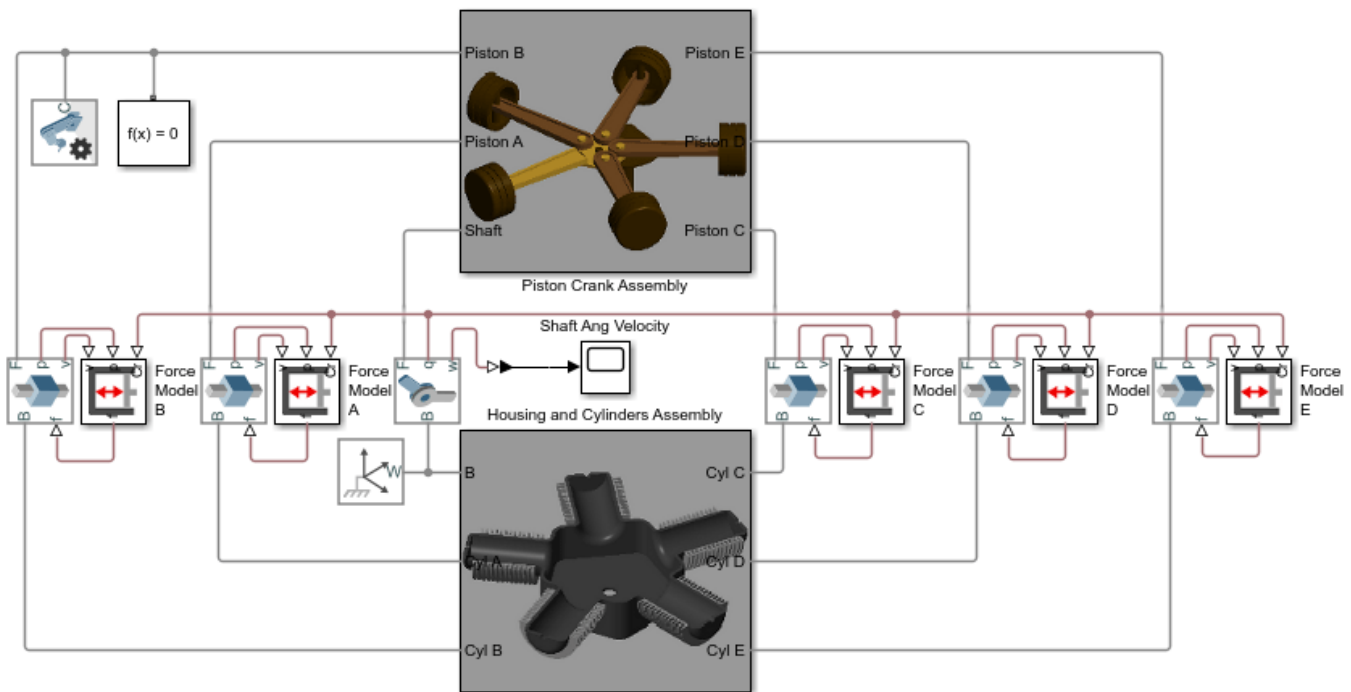 Piston B
Piston E
C
f(x) = 0
Piston A
Piston D
Shaft
Piston C
Piston Crank Assembly
Shaft Ang Velocity
F
p
v
v
p
q
Force
Model
B
B
f
f
F
p
v
v
p
q
Force
Model
A
B
f
f
F
q
w
B
F
p
v
v
p
q
Force
Model
C
B
f
f
F
p
v
v
p
q
Force
Model
D
B
f
f
F
p
v
v
p
q
Force
Model
E
B
f
f
Housing and Cylinders Assembly
W
B
Cyl C
Cyl A
Cyl D
Cyl B
Cyl E